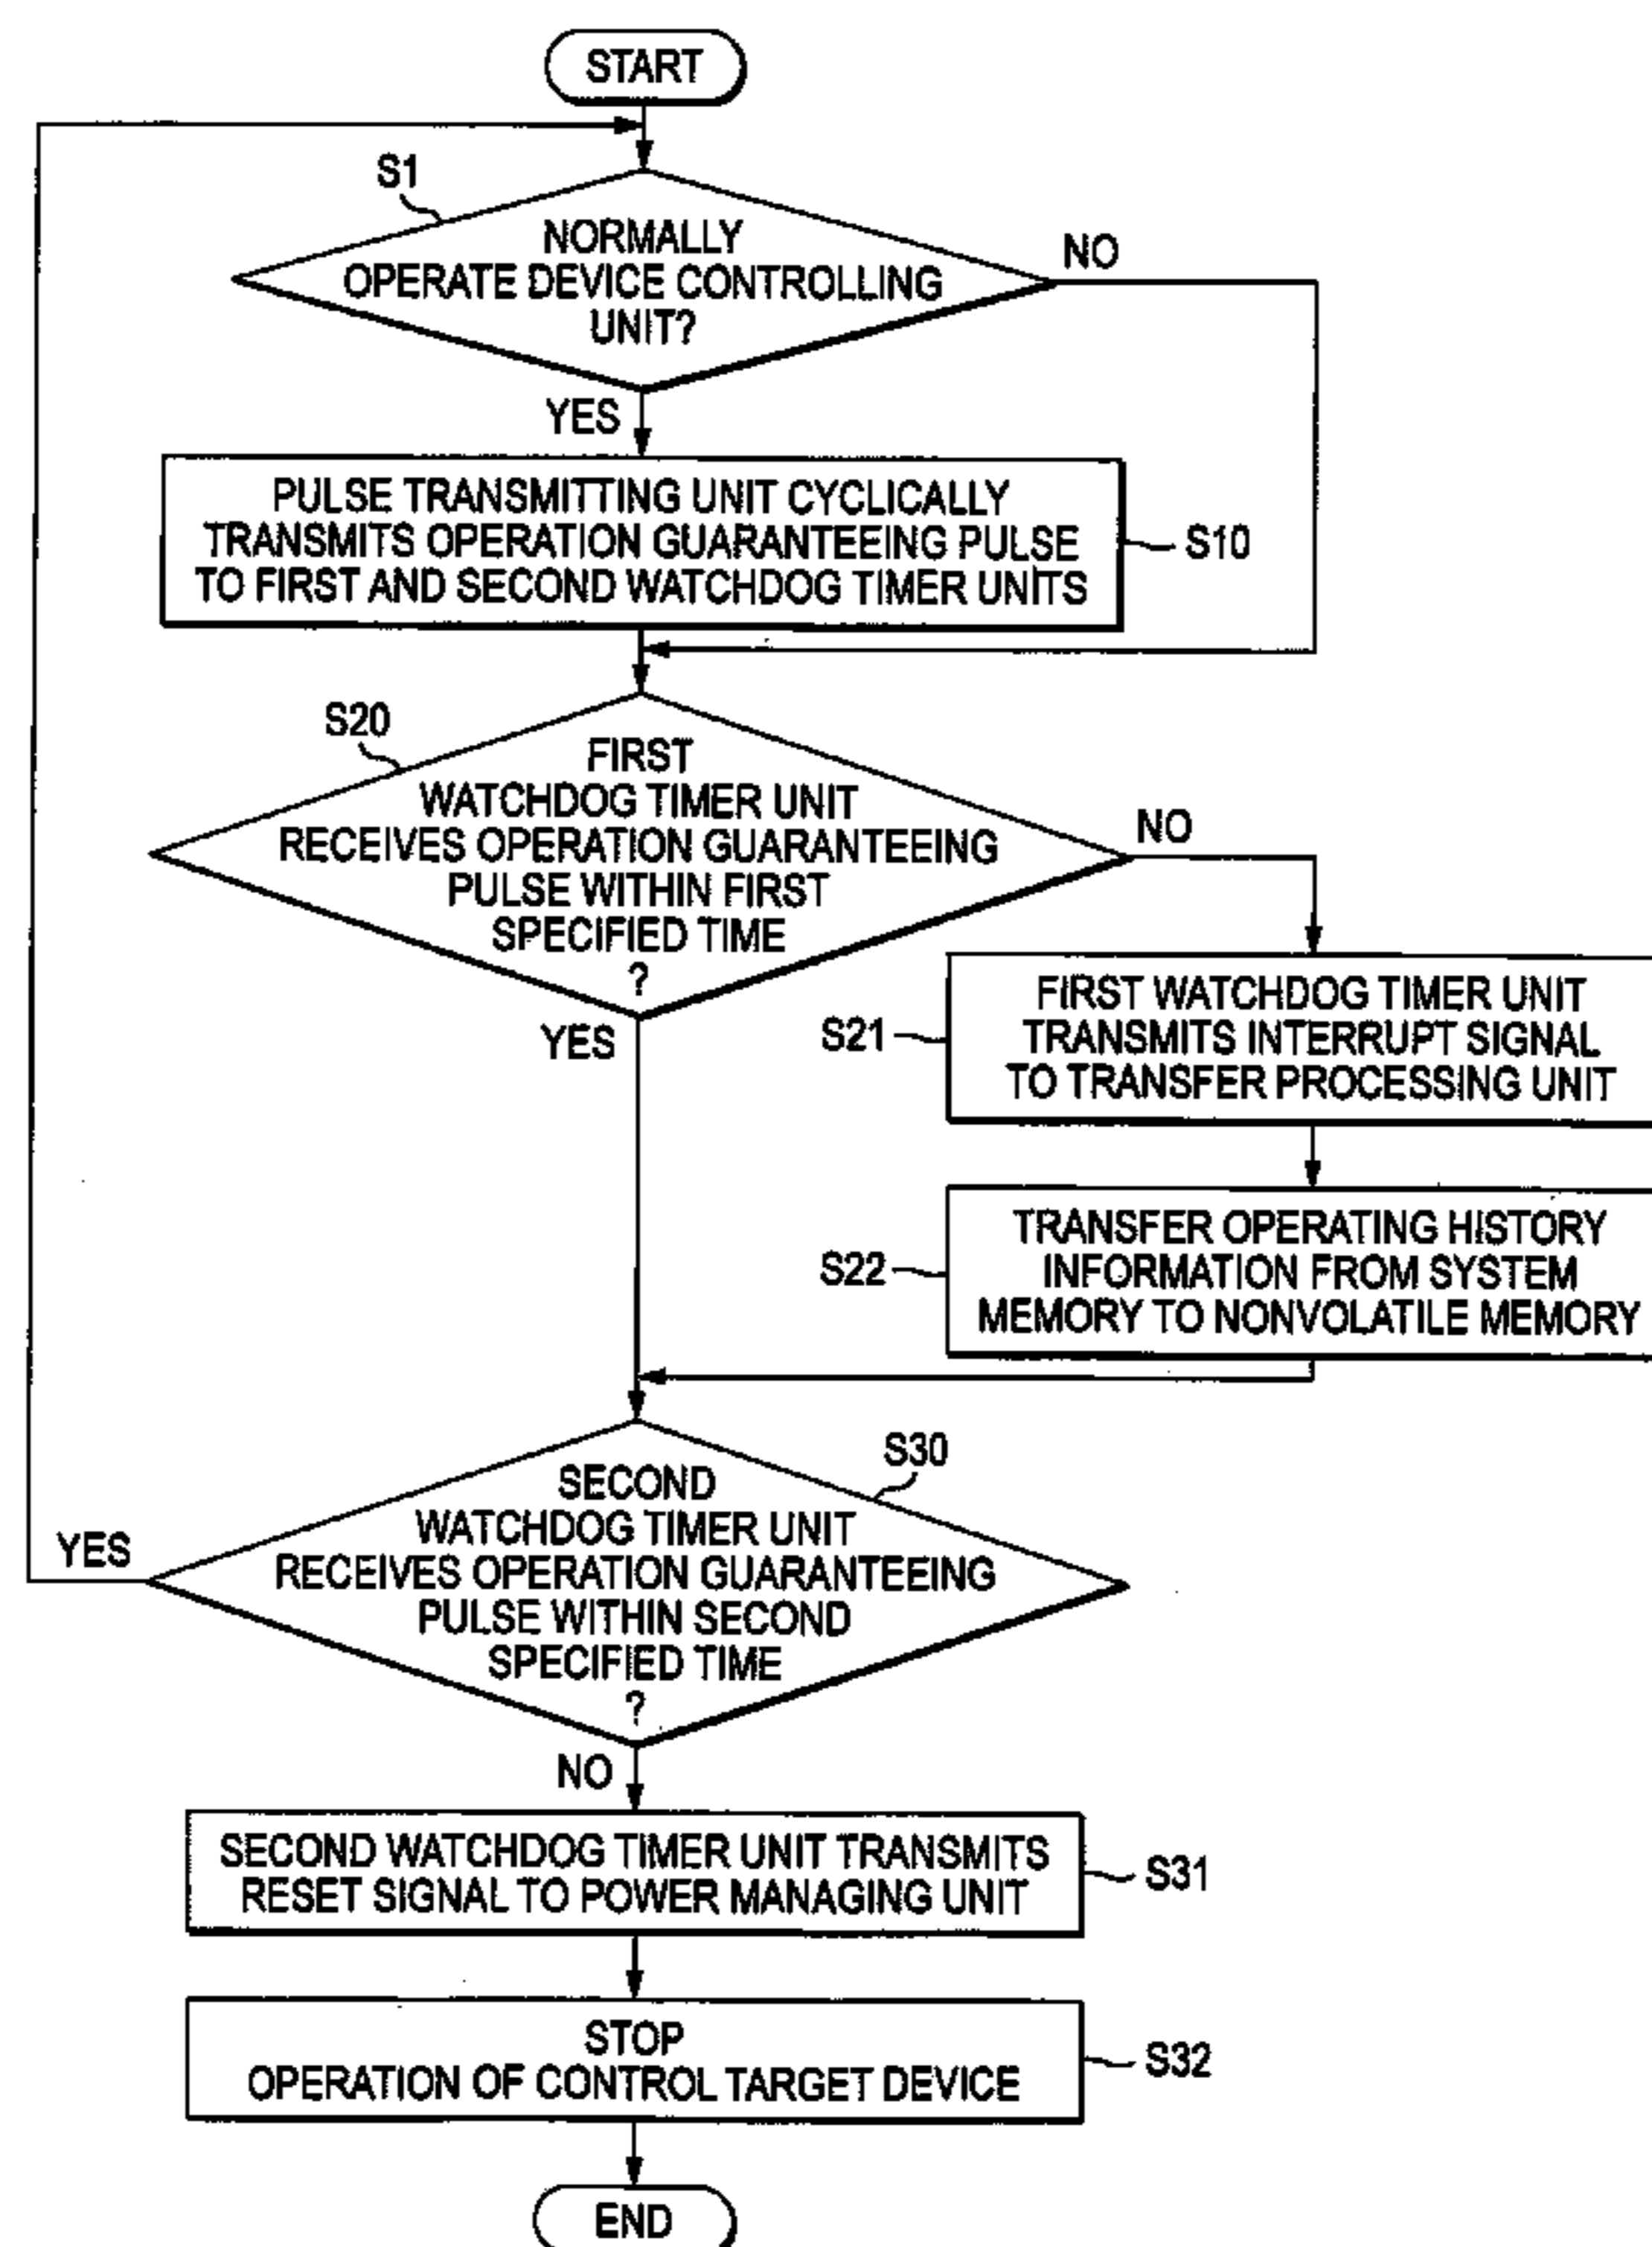 START
S1
NORMALLY
OPERATE DEVICE CONTROLLING
UNIT?
NO
YES
PULSE TRANSMITTING UNIT CYCLICALLY
TRANSMITS OPERATION GUARANTEEING PULSE
TO FIRST AND SECOND WATCHDOG TIMER UNITS
S10
S20
FIRST
WATCHDOG TIMER UNIT
RECEIVES OPERATION GUARANTEEING
PULSE WITHIN FIRST
SPECIFIED TIME
?
NO
YES
S21
FIRST WATCHDOG TIMER UNIT
TRANSMITS INTERRUPT SIGNAL
TO TRANSFER PROCESSING UNIT
S22
TRANSFER OPERATING HISTORY
INFORMATION FROM SYSTEM
MEMORY TO NONVOLATILE MEMORY
S30
SECOND
WATCHDOG TIMER UNIT
RECEIVES OPERATION GUARANTEEING
PULSE WITHIN SECOND
SPECIFIED TIME
?
YES
NO
SECOND WATCHDOG TIMER UNIT TRANSMITS
RESET SIGNAL TO POWER MANAGING UNIT
S31
STOP
OPERATION OF CONTROL TARGET DEVICE
S32
END